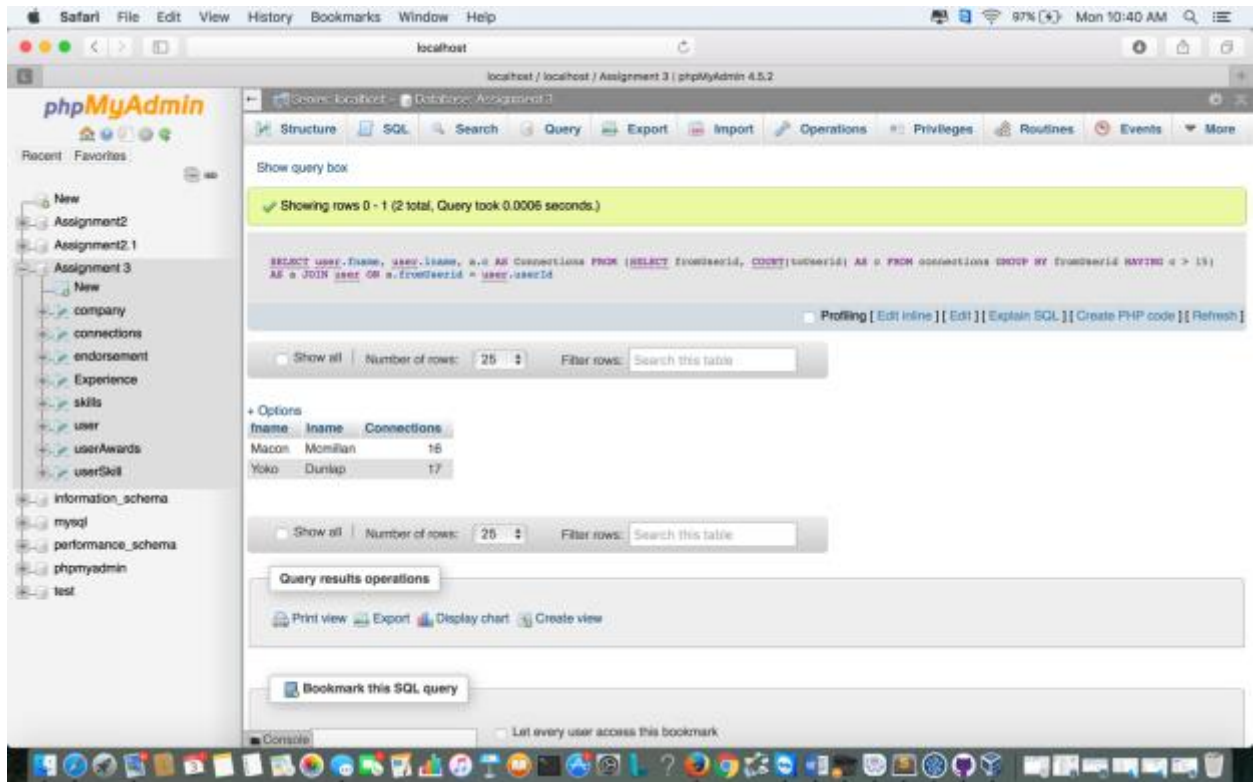 Safari File Edit View History Bookmarks Window Help 97% Mon 10:40 AM
localhost
localhost / localhost / Assignment 3 | phpMyAdmin 4.5.2
phpMyAdmin
Recent Favorites
New
Assignment2
Assignment2.1
Assignment 3
New
company
connections
endorsement
Experience
skills
user
userAwards
userSkill
information_schema
mysql
performance_schema
phpmyadmin
test
Server: localhost » Database: Assignment 3
Structure SQL Search Query Export Import Operations Privileges Routines Events More
Show query box
Showing rows 0 - 1 (2 total, Query took 0.0006 seconds.)
SELECT user.fname, user.lname, a.c AS Connections FROM (SELECT fromUserid, COUNT(toUserid) AS c FROM connections GROUP BY fromUserid HAVING c > 15)
AS a JOIN user ON a.fromUserid = user.userId
Profiling [ Edit inline ] [ Edit ] [ Explain SQL ] [ Create PHP code ] [ Refresh ]
Show all Number of rows: 25 Filter rows: Search this table
+ Options
fname lname Connections
Macon Mcmillan 16
Yoko Dunlap 17
Show all Number of rows: 25 Filter rows: Search this table
Query results operations
Print view Export Display chart Create view
Bookmark this SQL query
Console
Let every user access this bookmark